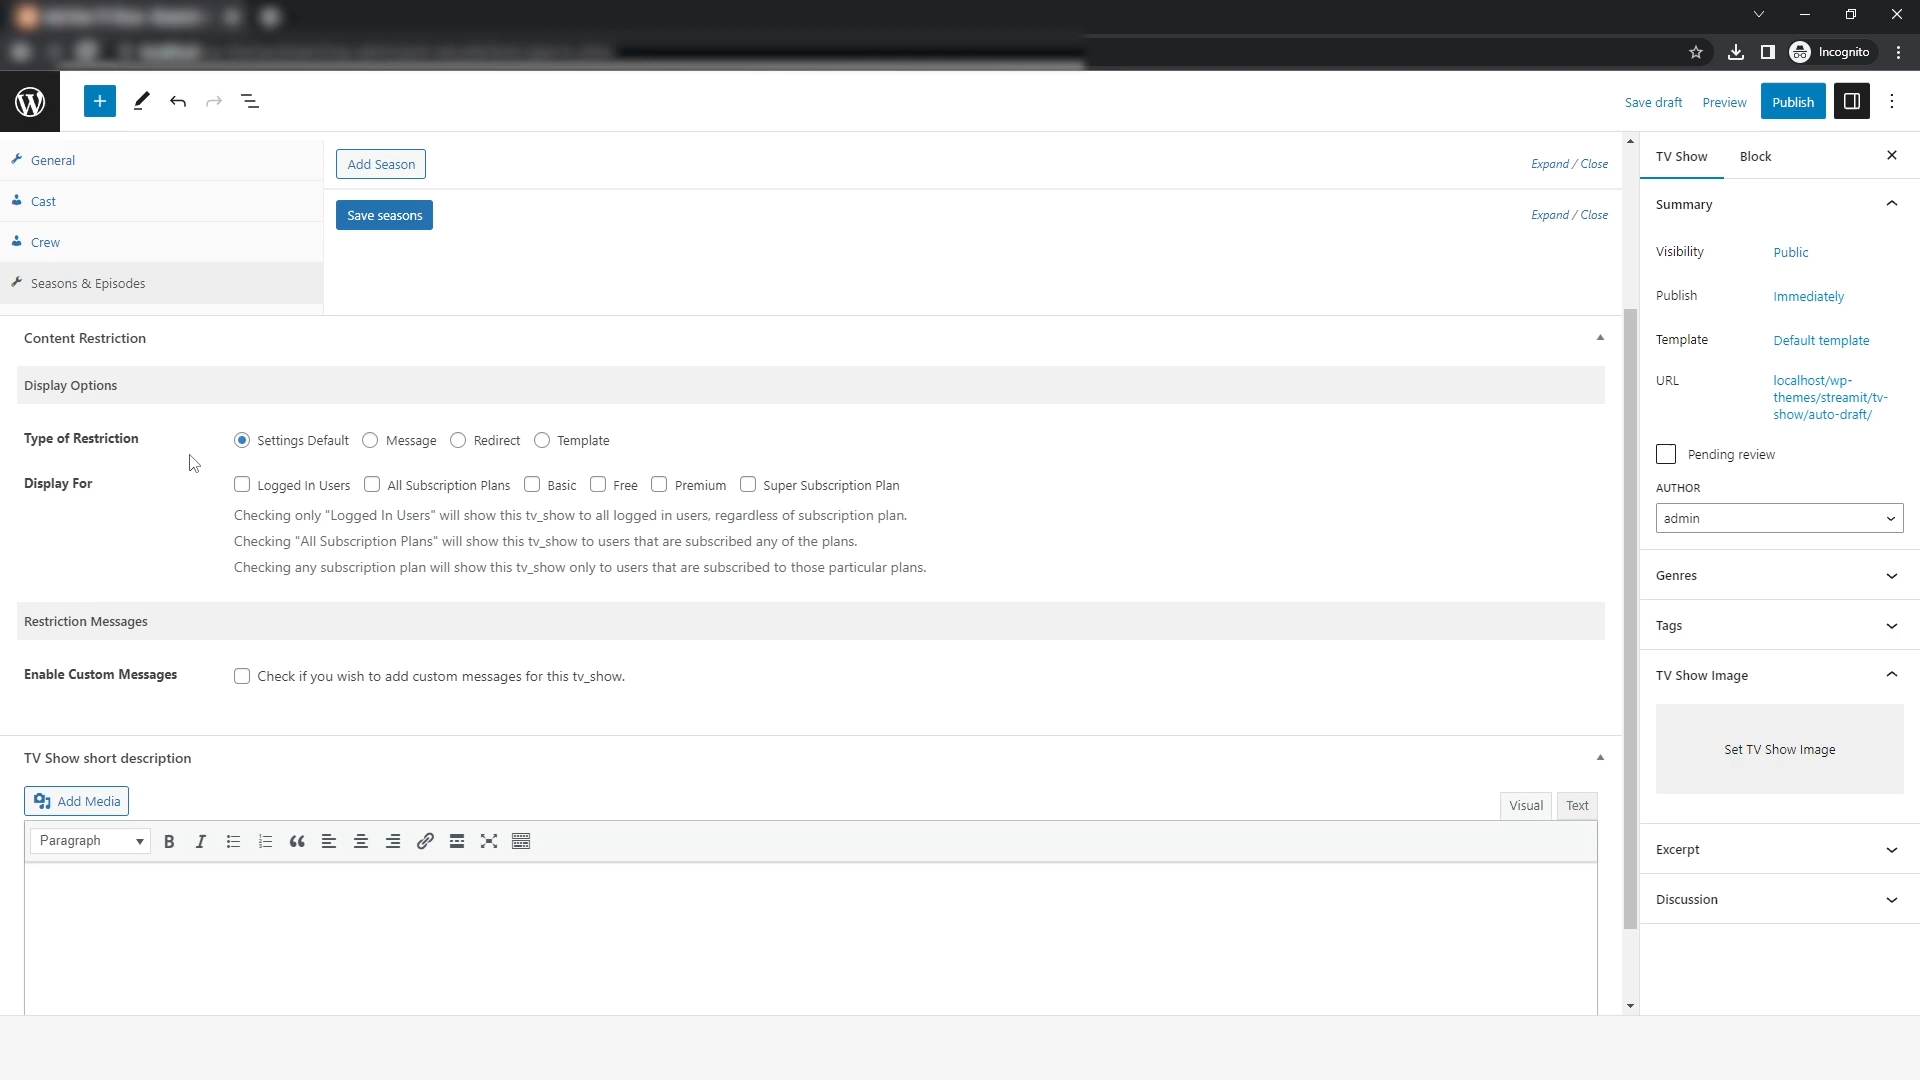 Incognito
Save draft
Preview
Publish
General
Add Season
Expand / Close
Cast
Save seasons
Expand / Close
Crew
Seasons & Episodes
Content Restriction
Display Options
Type of Restriction
Settings Default
Message
Redirect
Template
Display For
Logged In Users
All Subscription Plans
Basic
Free
Premium
Super Subscription Plan
Checking only "Logged In Users" will show this tv_show to all logged in users, regardless of subscription plan.
Checking "All Subscription Plans" will show this tv_show to users that are subscribed any of the plans.
Checking any subscription plan will show this tv_show only to users that are subscribed to those particular plans.
Restriction Messages
Enable Custom Messages
Check if you wish to add custom messages for this tv_show.
TV Show short description
Add Media
Visual
Text
Paragraph
TV Show
Block
Summary
Visibility
Public
Publish
Immediately
Template
Default template
URL
localhost/wp-
themes/streamit/tv-
show/auto-draft/
Pending review
AUTHOR
admin
Genres
Tags
TV Show Image
Set TV Show Image
Excerpt
Discussion